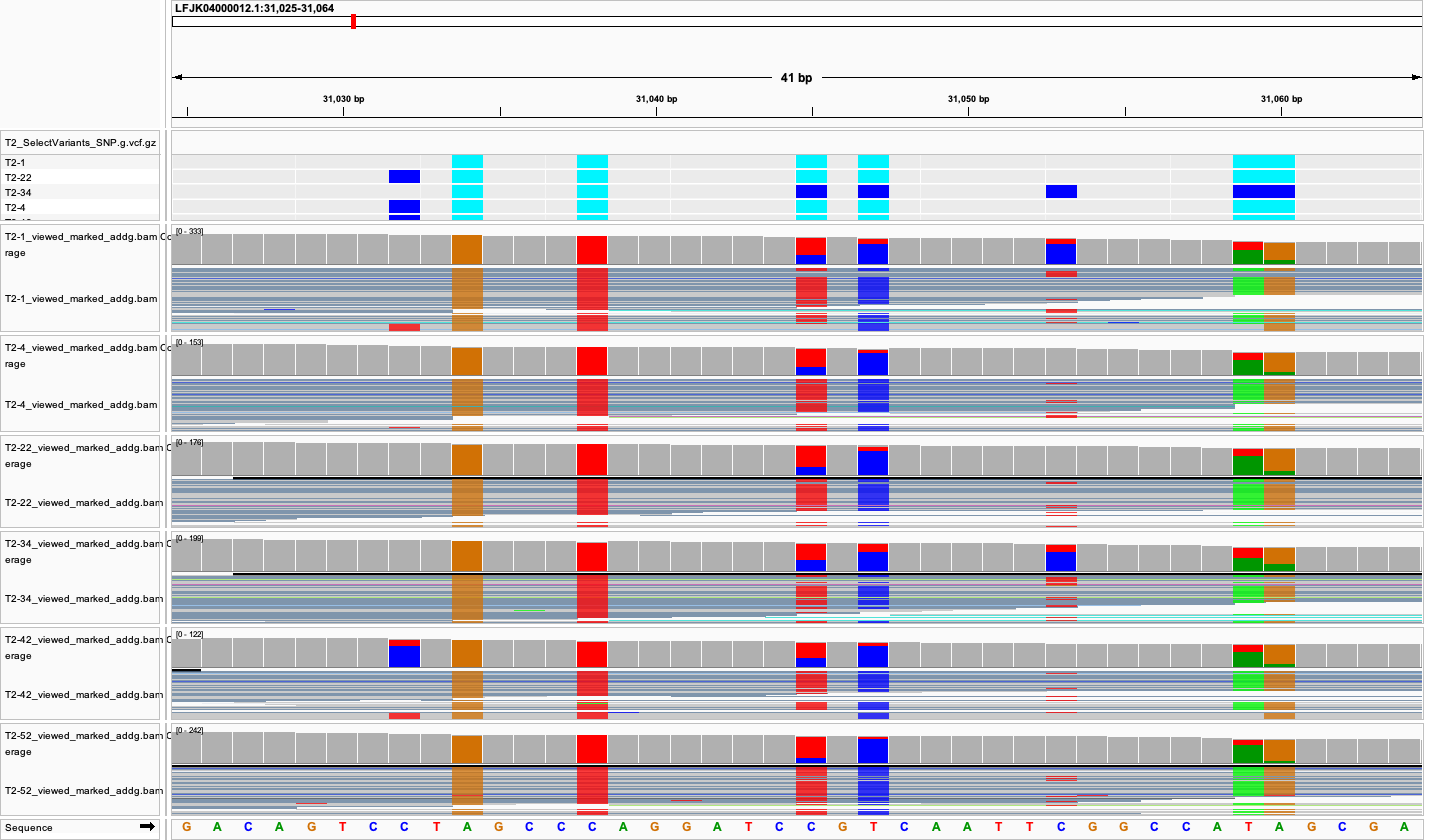 LFJK04000012.1:31,025-31,064
41 bp
31,030 bp 31,040 bp 31,050 bp 31,060 bp
T2_SelectVariants_SNP.g.vcf.gz
T2-1
T2-22
T2-34
T2-4
T2-1_viewed_marked_addg.bam Co
rage
[0 - 333]
T2-1_viewed_marked_addg.bam
T2-4_viewed_marked_addg.bam Co
rage
[0 - 153]
T2-4_viewed_marked_addg.bam
T2-22_viewed_marked_addg.bam C
erage
[0 - 176]
T2-22_viewed_marked_addg.bam
T2-34_viewed_marked_addg.bam C
erage
[0 - 199]
T2-34_viewed_marked_addg.bam
T2-42_viewed_marked_addg.bam C
erage
[0 - 122]
T2-42_viewed_marked_addg.bam
T2-52_viewed_marked_addg.bam C
erage
[0 - 242]
T2-52_viewed_marked_addg.bam
Sequence G A C A G T C C T A G C C C A G G A T C C G T C A A T T C G G C C A T A G C G A